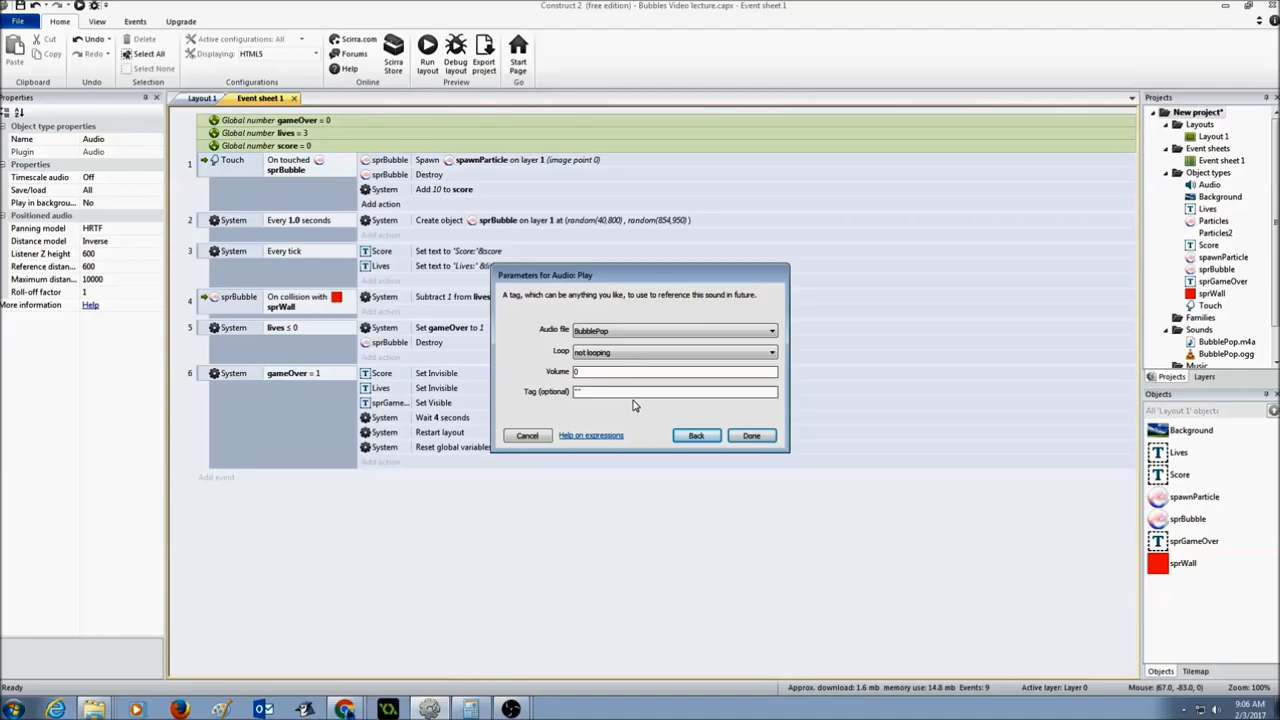 Construct 2 (free edition) - Bubbles Video lecture.capx - Event sheet 1
File Home View Events Upgrade
Paste Cut Copy
Undo Redo
Delete Select All Select None
Active configurations: All
Displaying: HTML5
Scirra.com Forums Help
Scirra Store
Run layout
Debug layout
Export project
Start Page
Clipboard Undo Selection Configurations Online Preview Go
Properties
Object type properties
Name Audio
Plugin Audio
Properties
Timescale audio Off
Save/load All
Play in backgrou... No
Positioned audio
Panning model HRTF
Distance model Inverse
Listener Z height 600
Reference distan... 600
Maximum distan... 10000
Roll-off factor 1
More information Help
Layout 1 Event sheet 1
Global number gameOver = 0
Global number lives = 3
Global number score = 0
1 Touch On touched sprBubble
sprBubble Spawn spawnParticle on layer 1 (image point 0)
sprBubble Destroy
System Add 10 to score
Add action
2 System Every 1.0 seconds System Create object sprBubble on layer 1 at (random(40,800) , random(854,950) )
Add action
3 System Every tick Score Set text to "Score:"&score
Lives Set text to "Lives: "&li
Add action
4 sprBubble On collision with sprWall System Subtract 1 from lives
5 System lives ≤ 0 System Set gameOver to 1
sprBubble Destroy
Add action
6 System gameOver = 1 Score Set Invisible
Lives Set Invisible
sprGame... Set Visible
System Wait 4 seconds
System Restart layout
System Reset global variables
Add action
Add event
Parameters for Audio: Play
A tag, which can be anything you like, to use to reference this sound in future.
Audio file BubblePop
Loop not looping
Volume 0
Tag (optional) ""
Cancel Help on expressions Back Done
Projects
New project*
Layouts
Layout 1
Event sheets
Event sheet 1
Object types
Audio
Background
Lives
Particles
Particles2
Score
spawnParticle
sprBubble
sprGameOver
sprWall
Touch
Families
Sounds
BubblePop.m4a
BubblePop.ogg
Music
Projects Layers
Objects
All 'Layout 1' objects
Background
Lives
Score
spawnParticle
sprBubble
sprGameOver
sprWall
Objects Tilemap
Ready Approx. download: 1.6 mb memory use: 14.8 mb Events: 9 Active layer: Layer 0 Mouse: (67.0, -83.0, 0) Zoom: 100%
9:06 AM
2/3/2017